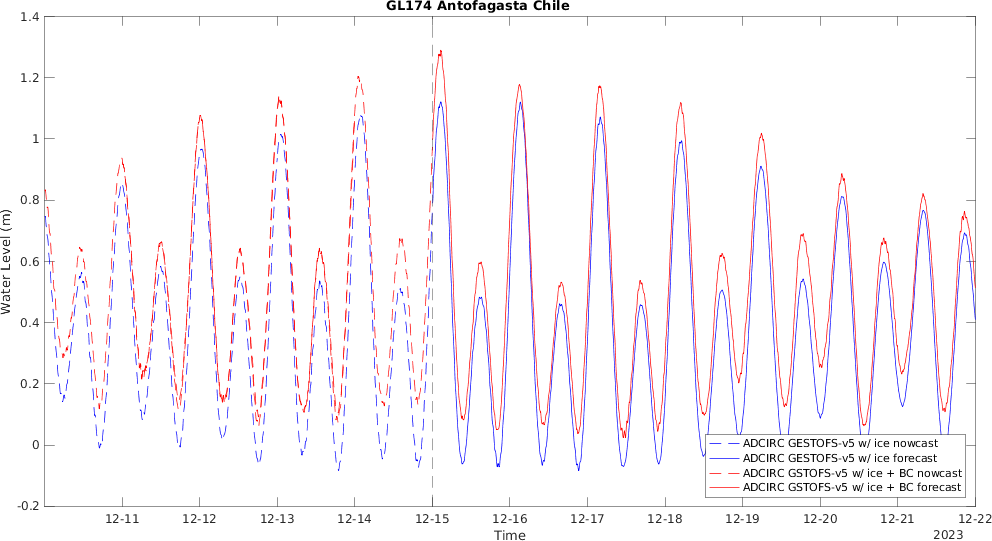 GL174 Antofagasta Chile
1.4
1.2
1
0.8
0.6
0.4
0.2
0
-0.2
Water Level (m)
ADCIRC GESTOFS-v5 w/ ice nowcast
ADCIRC GESTOFS-v5 w/ ice forecast
ADCIRC GSTOFS-v5 w/ ice + BC nowcast
ADCIRC GSTOFS-v5 w/ ice + BC forecast
12-11 12-12 12-13 12-14 12-15 12-16 12-17 12-18 12-19 12-20 12-21 12-22
Time
2023